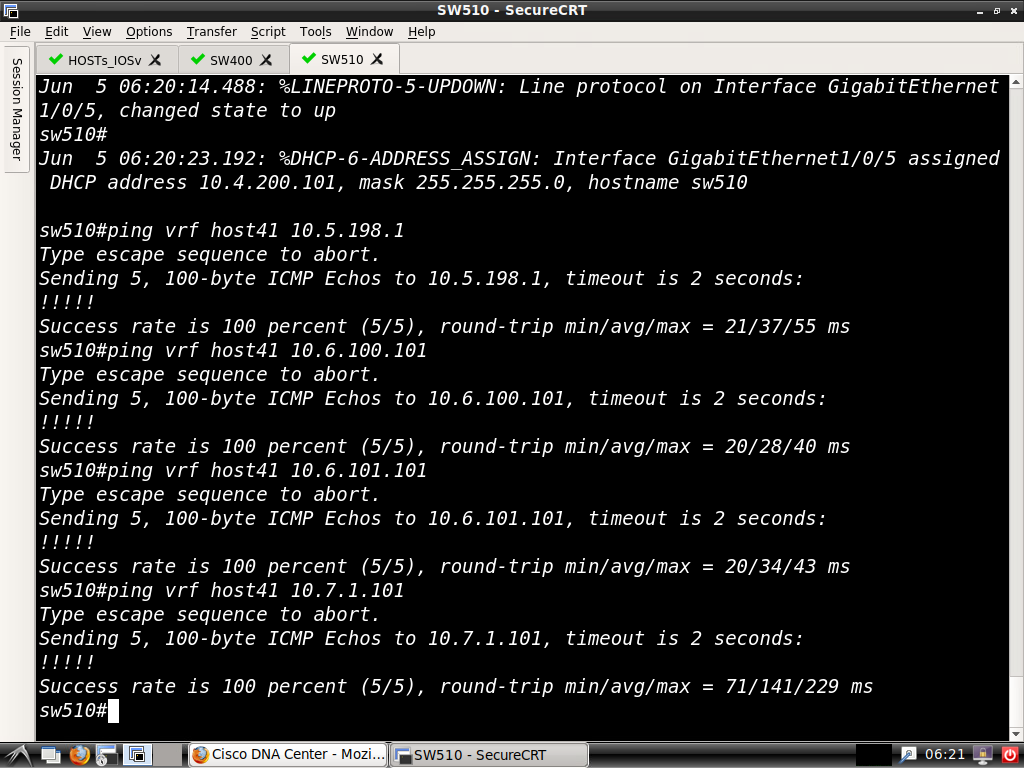 SW510 - SecureCRT
File Edit View Options Transfer Script Tools Window Help
Session Manager
HOSTs_IOSv SW400 SW510
Jun  5 06:20:14.488: %LINEPROTO-5-UPDOWN: Line protocol on Interface GigabitEthernet
1/0/5, changed state to up
sw510#
Jun  5 06:20:23.192: %DHCP-6-ADDRESS_ASSIGN: Interface GigabitEthernet1/0/5 assigned
 DHCP address 10.4.200.101, mask 255.255.255.0, hostname sw510
sw510#ping vrf host41 10.5.198.1
Type escape sequence to abort.
Sending 5, 100-byte ICMP Echos to 10.5.198.1, timeout is 2 seconds:
!!!!!
Success rate is 100 percent (5/5), round-trip min/avg/max = 21/37/55 ms
sw510#ping vrf host41 10.6.100.101
Type escape sequence to abort.
Sending 5, 100-byte ICMP Echos to 10.6.100.101, timeout is 2 seconds:
!!!!!
Success rate is 100 percent (5/5), round-trip min/avg/max = 20/28/40 ms
sw510#ping vrf host41 10.6.101.101
Type escape sequence to abort.
Sending 5, 100-byte ICMP Echos to 10.6.101.101, timeout is 2 seconds:
!!!!!
Success rate is 100 percent (5/5), round-trip min/avg/max = 20/34/43 ms
sw510#ping vrf host41 10.7.1.101
Type escape sequence to abort.
Sending 5, 100-byte ICMP Echos to 10.7.1.101, timeout is 2 seconds:
!!!!!
Success rate is 100 percent (5/5), round-trip min/avg/max = 71/141/229 ms
sw510#
Cisco DNA Center - Mozi... SW510 - SecureCRT 06:21